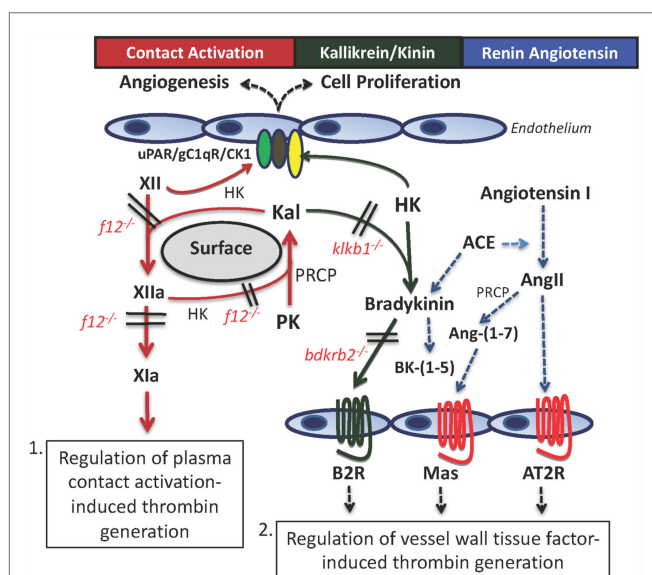 Contact Activation
Kallikrein/Kinin
Renin Angiotensin
Angiogenesis
Cell Proliferation
Endothelium
uPAR/gC1qR/CK1
XII
HK
HK
Angiotensin I
Kal
f12-/-
klkb1-/-
ACE
Surface
PRCP
AngII
XIIa
HK
f12-/-
PK
Bradykinin
PRCP
f12-/-
Ang-(1-7)
bdkrb2-/-
BK-(1-5)
XIa
B2R
Mas
AT2R
1.
Regulation of plasma
contact activation-
induced thrombin
generation
2.
Regulation of vessel wall tissue factor-
induced thrombin generation